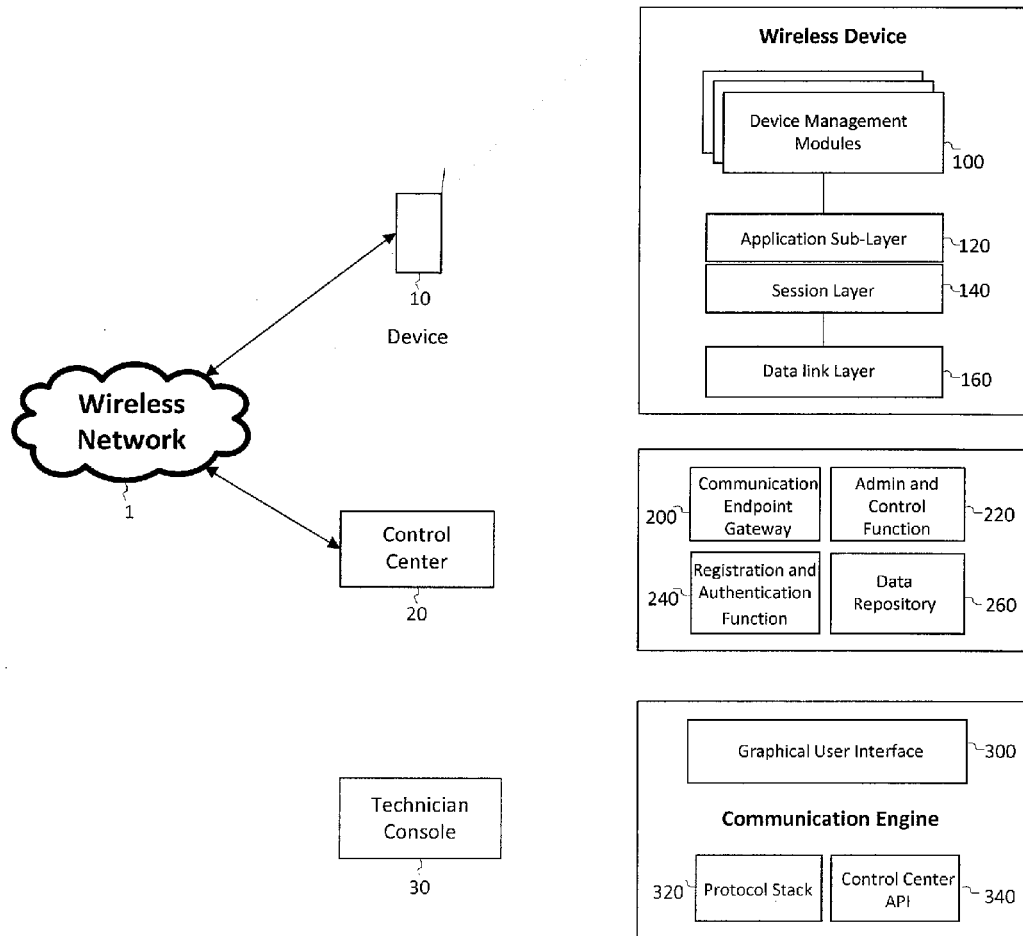 Wireless Device
Device Management
Modules
100
Application Sub-Layer
120
Session Layer
140
Data link Layer
160
10
Device
Wireless
Network
1
Control
Center
20
Communication
Endpoint
Gateway
200
Admin and
Control
Function
220
Registration and
Authentication
Function
240
Data
Repository
260
Technician
Console
30
Graphical User Interface
300
Communication Engine
320
Protocol Stack
Control Center
API
340